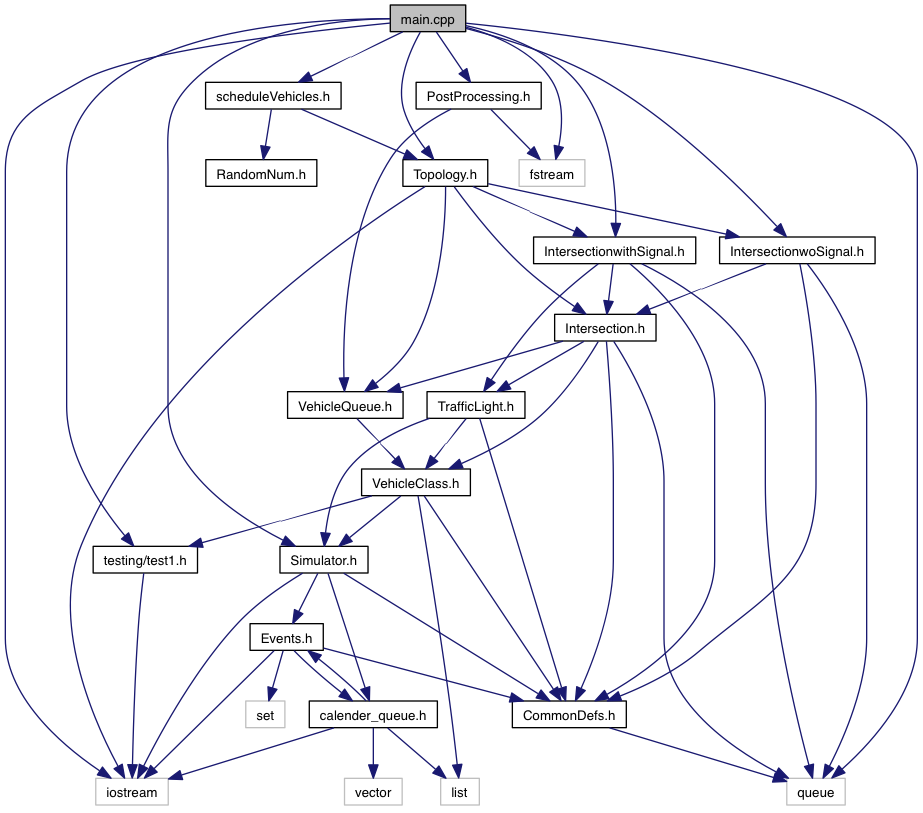 main.cpp
scheduleVehicles.h
PostProcessing.h
RandomNum.h
Topology.h
fstream
IntersectionwithSignal.h
IntersectionwoSignal.h
Intersection.h
VehicleQueue.h
TrafficLight.h
VehicleClass.h
testing/test1.h
Simulator.h
Events.h
set
calender_queue.h
CommonDefs.h
iostream
vector
list
queue